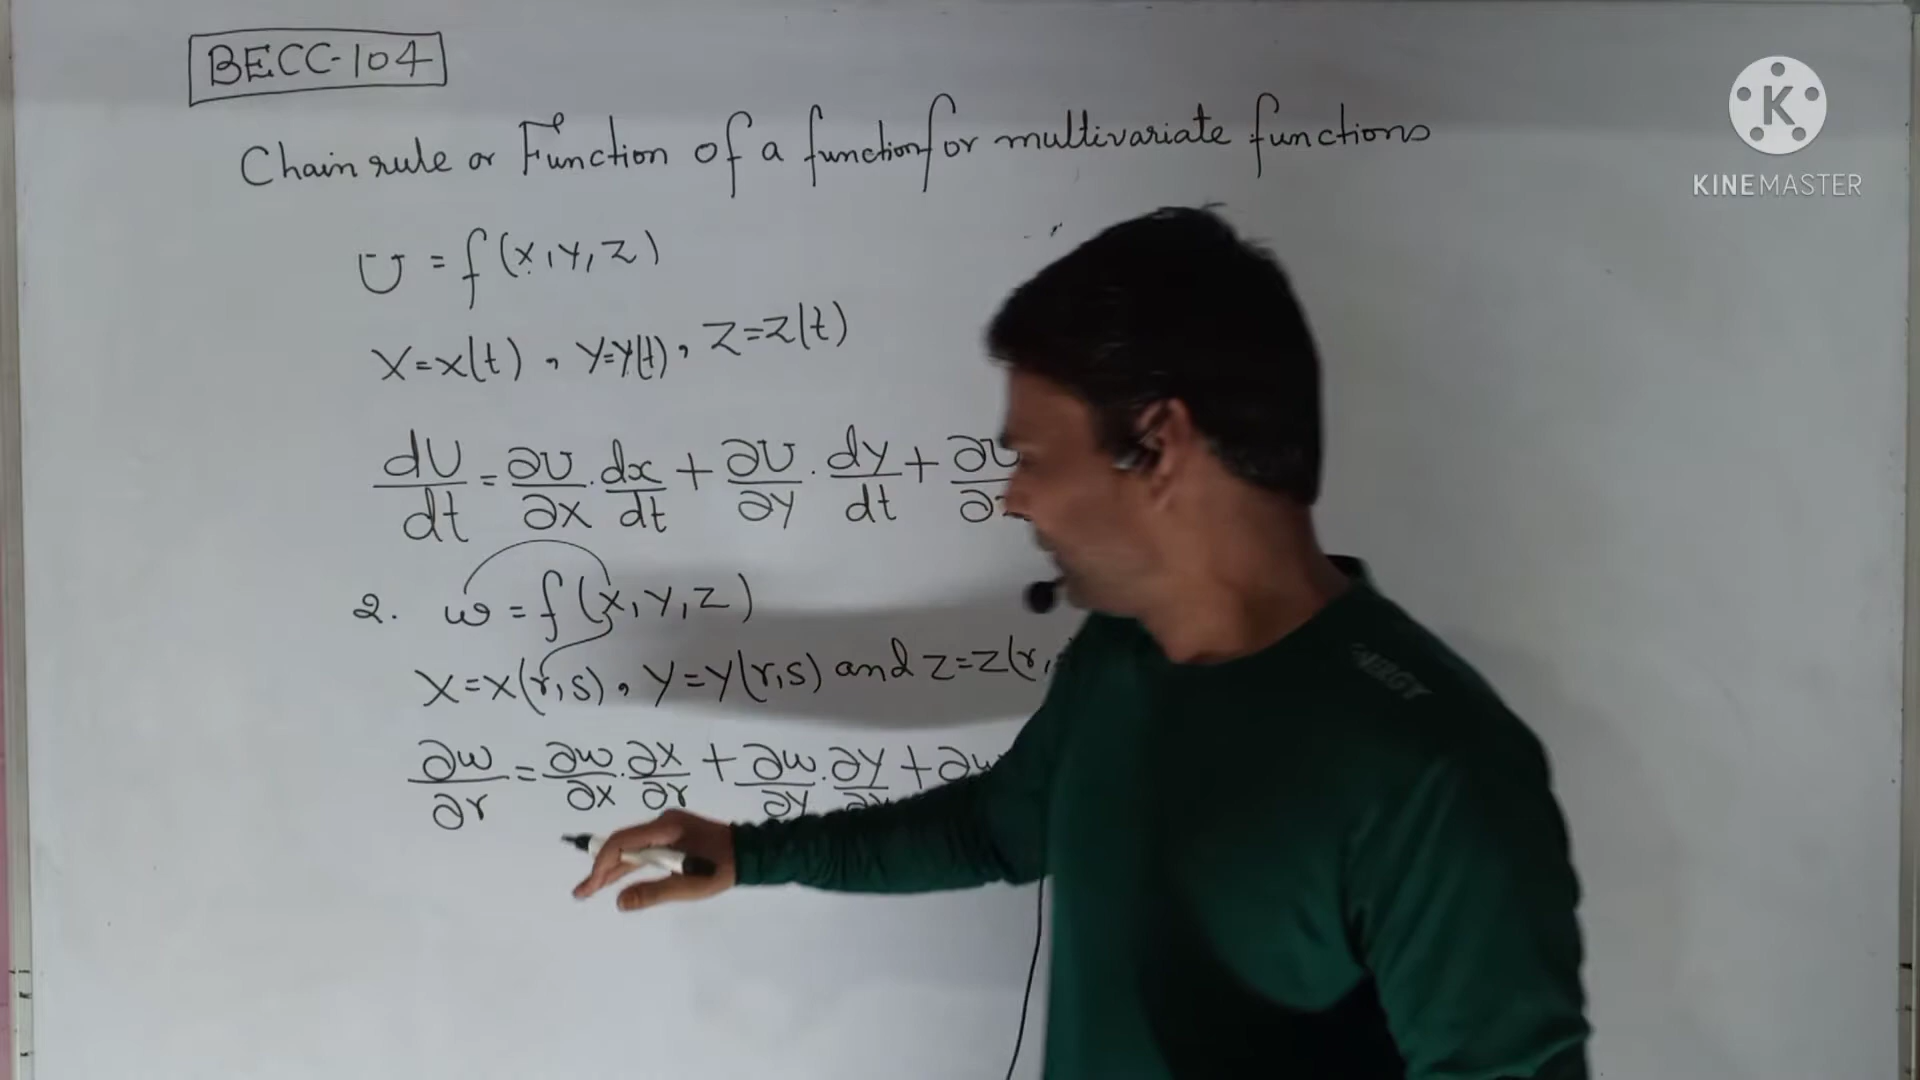 BECC-104
K
KINEMASTER
Chain rule or Function of a function for multivariate functions
U = f(x,y,z)
x=x(t), y=y(t), z=z(t)
dU/dt = ∂U/∂x . dx/dt + ∂U/∂y . dy/dt + ∂U/∂z
2. w = f(x,y,z)
x=x(r,s), y=y(r,s) and z=z(r,
∂w/∂r = ∂w/∂x . ∂x/∂r + ∂w/∂y . ∂y/∂r + ∂w